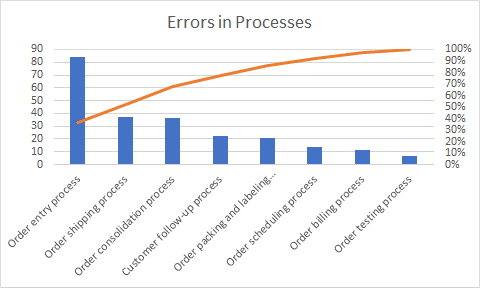 Errors in Processes
90
80
70
60
50
40
30
20
10
0
100%
90%
80%
70%
60%
50%
40%
30%
20%
10%
0%
Order entry process
Order shipping process
Order consolidation process
Customer follow-up process
Order packing and labeling...
Order scheduling process
Order billing process
Order testing process